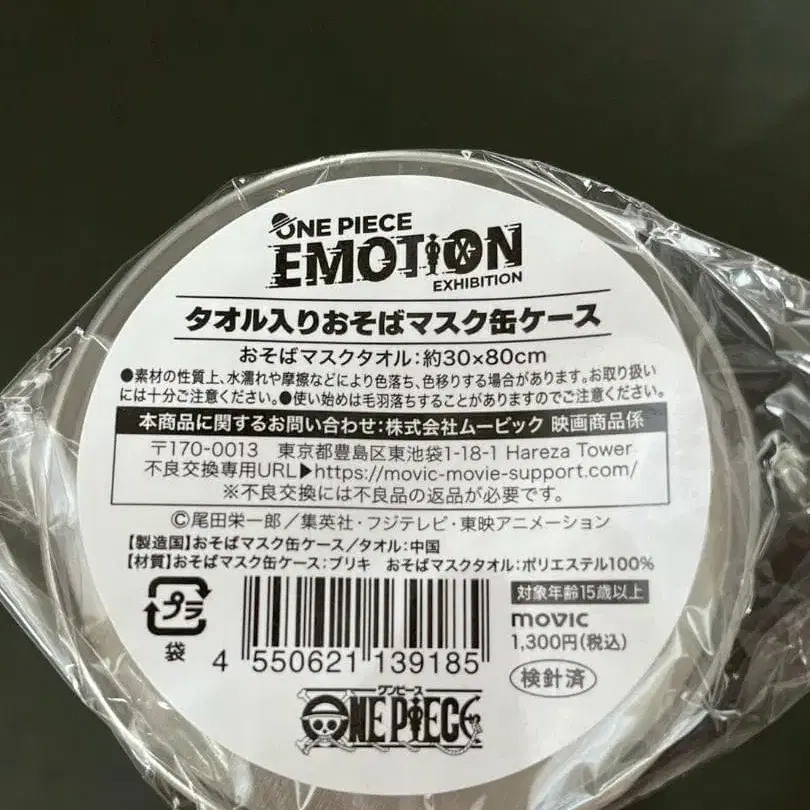 ONE PIECE
EMOTION
EXHIBITION
タオル入りおそばマスク缶ケース
おそばマスクタオル:約30×80cm
●素材の性質上、水濡れや摩擦などにより色落ち、色移りする場合があります。お取り扱い
には十分ご注意ください。●使い始めは毛羽落ちすることがありますのでご注意ください。
本商品に関するお問い合わせ:株式会社ムービック 映画商品係
〒170-0013 東京都豊島区東池袋1-18-1 Hareza Tower
不良交換専用URL▶https://movic-movie-support.com/
※不良交換には不良品の返品が必要です。
©尾田栄一郎／集英社・フジテレビ・東映アニメーション
【製造国】おそばマスク缶ケース/タオル:中国
【材質】おそばマスク缶ケース:ブリキ おそばマスクタオル:ポリエステル100%
対象年齢15歳以上
movic
1,300円(税込)
検針済
プラ
袋
4 550621 139185
ワンピース
ONE PIECE